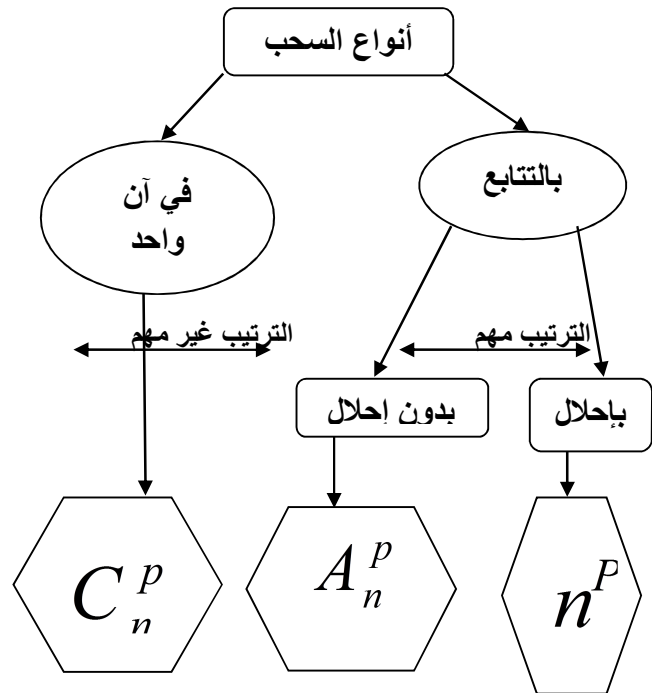 أنواع السحب
بالتتابع
في آن
واحد
الترتيب مهم
الترتيب غير مهم
بإحلال
بدون إحلال
n^P
A_n^p
C_n^p